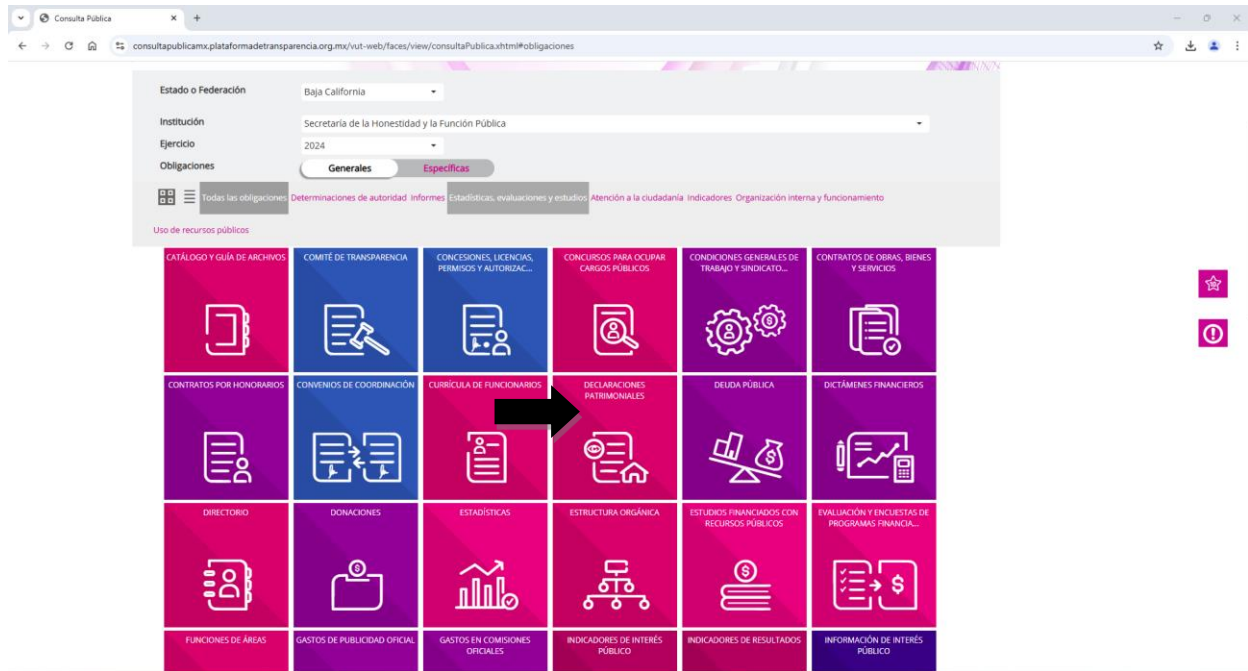 Consulta Pública
consultapublicamx.plataformadetransparencia.org.mx/vut-web/faces/view/consultaPublica.xhtml#obligaciones
Estado o Federación
Baja California
Institución
Secretaría de la Honestidad y la Función Pública
Ejercicio
2024
Obligaciones
Generales
Específicas
Todas las obligaciones Determinaciones de autoridad Informes Estadísticas, evaluaciones y estudios Atención a la ciudadanía Indicadores Organización interna y funcionamiento
Uso de recursos públicos
CATÁLOGO Y GUÍA DE ARCHIVOS
COMITÉ DE TRANSPARENCIA
CONCESIONES, LICENCIAS,
PERMISOS Y AUTORIZAC...
CONCURSOS PARA OCUPAR
CARGOS PÚBLICOS
CONDICIONES GENERALES DE
TRABAJO Y SINDICATO...
CONTRATOS DE OBRAS, BIENES
Y SERVICIOS
CONTRATOS POR HONORARIOS
CONVENIOS DE COORDINACIÓN
CURRÍCULA DE FUNCIONARIOS
DECLARACIONES
PATRIMONIALES
DEUDA PÚBLICA
DICTÁMENES FINANCIEROS
DIRECTORIO
DONACIONES
ESTADÍSTICAS
ESTRUCTURA ORGÁNICA
ESTUDIOS FINANCIADOS CON
RECURSOS PÚBLICOS
EVALUACIÓN Y ENCUESTAS DE
PROGRAMAS FINANCIA...
FUNCIONES DE ÁREAS
GASTOS DE PUBLICIDAD OFICIAL
GASTOS EN COMISIONES
OFICIALES
INDICADORES DE INTERÉS
PÚBLICO
INDICADORES DE RESULTADOS
INFORMACIÓN DE INTERÉS
PÚBLICO